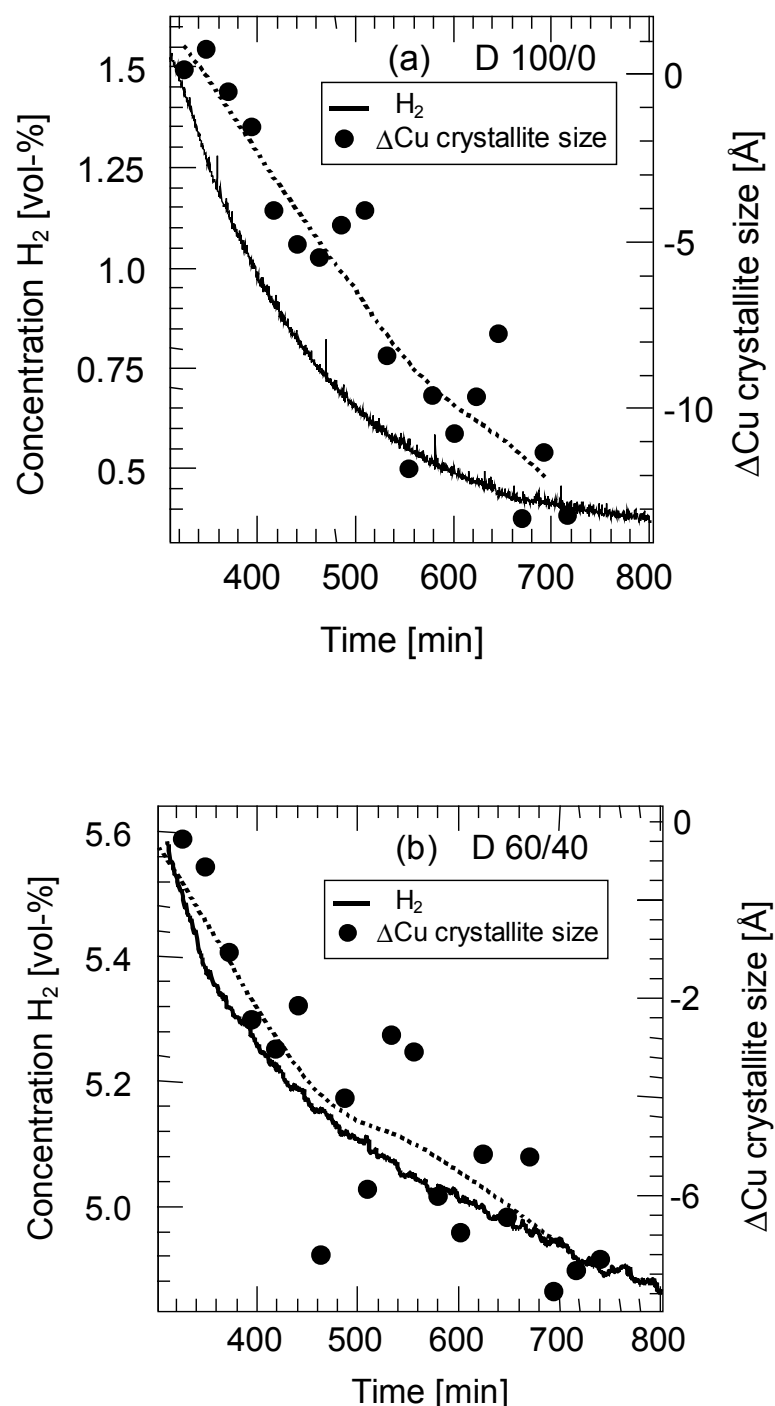 (a) D 100/0
H₂
ΔCu crystallite size
1.5
1.25
1.0
0.75
0.5
Concentration H₂ [vol-%]
0
-5
-10
ΔCu crystallite size [Å]
400 500 600 700 800
Time [min]
(b) D 60/40
H₂
ΔCu crystallite size
5.6
5.4
5.2
5.0
Concentration H₂ [vol-%]
0
-2
-6
ΔCu crystallite size [Å]
400 500 600 700 800
Time [min]